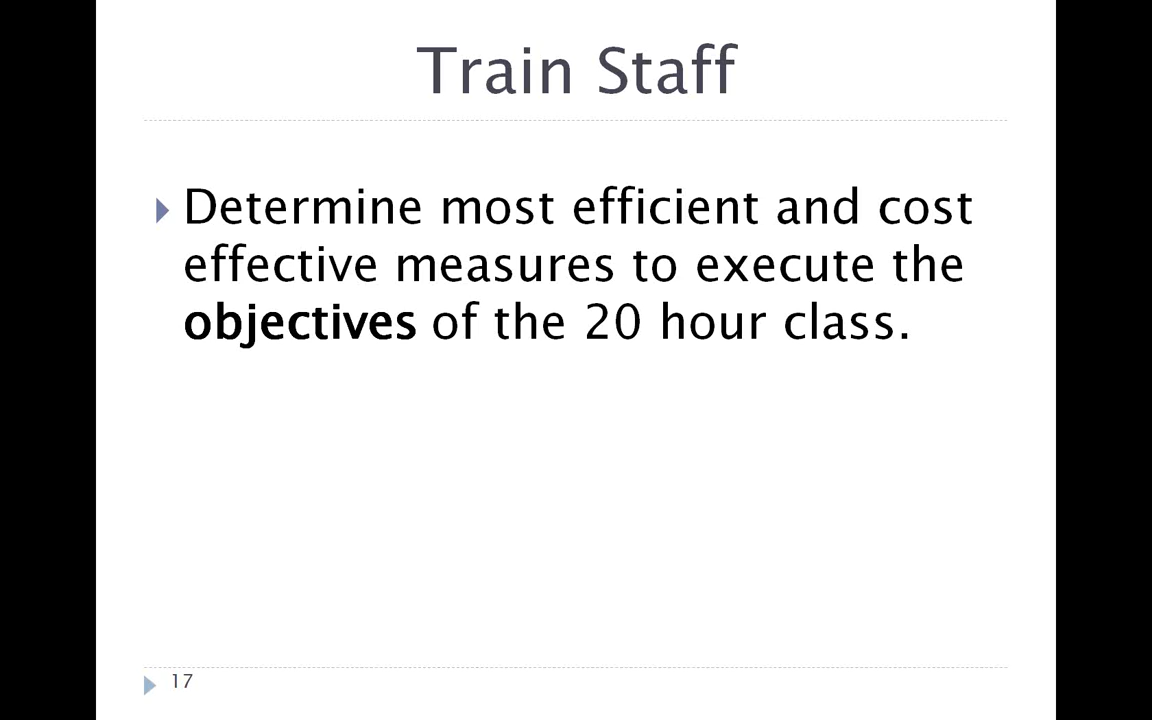 Train Staff
Determine most efficient and cost
effective measures to execute the
objectives of the 20 hour class.
17